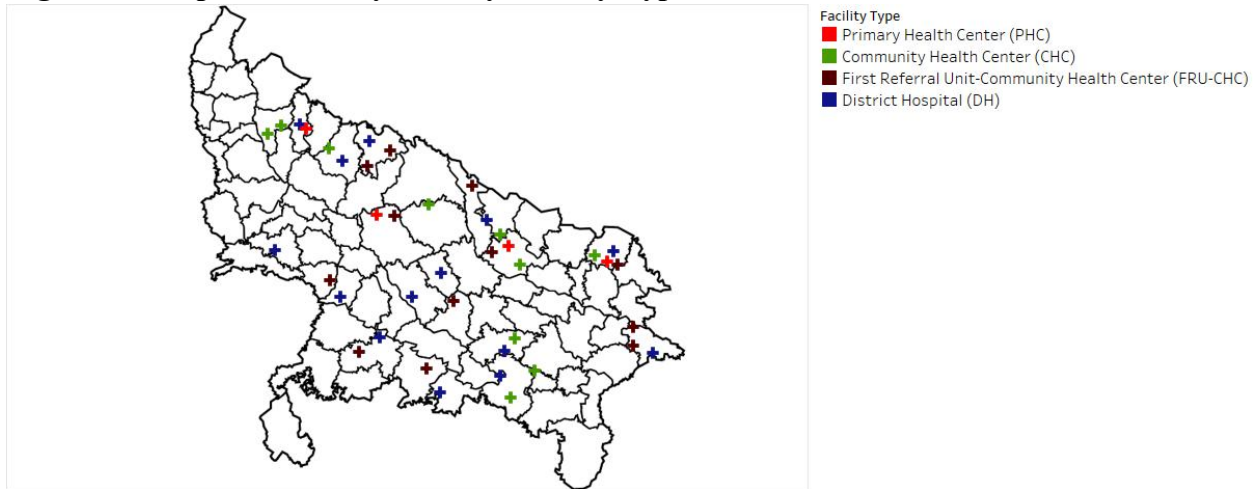 Facility Type
Primary Health Center (PHC)
Community Health Center (CHC)
First Referral Unit-Community Health Center (FRU-CHC)
District Hospital (DH)